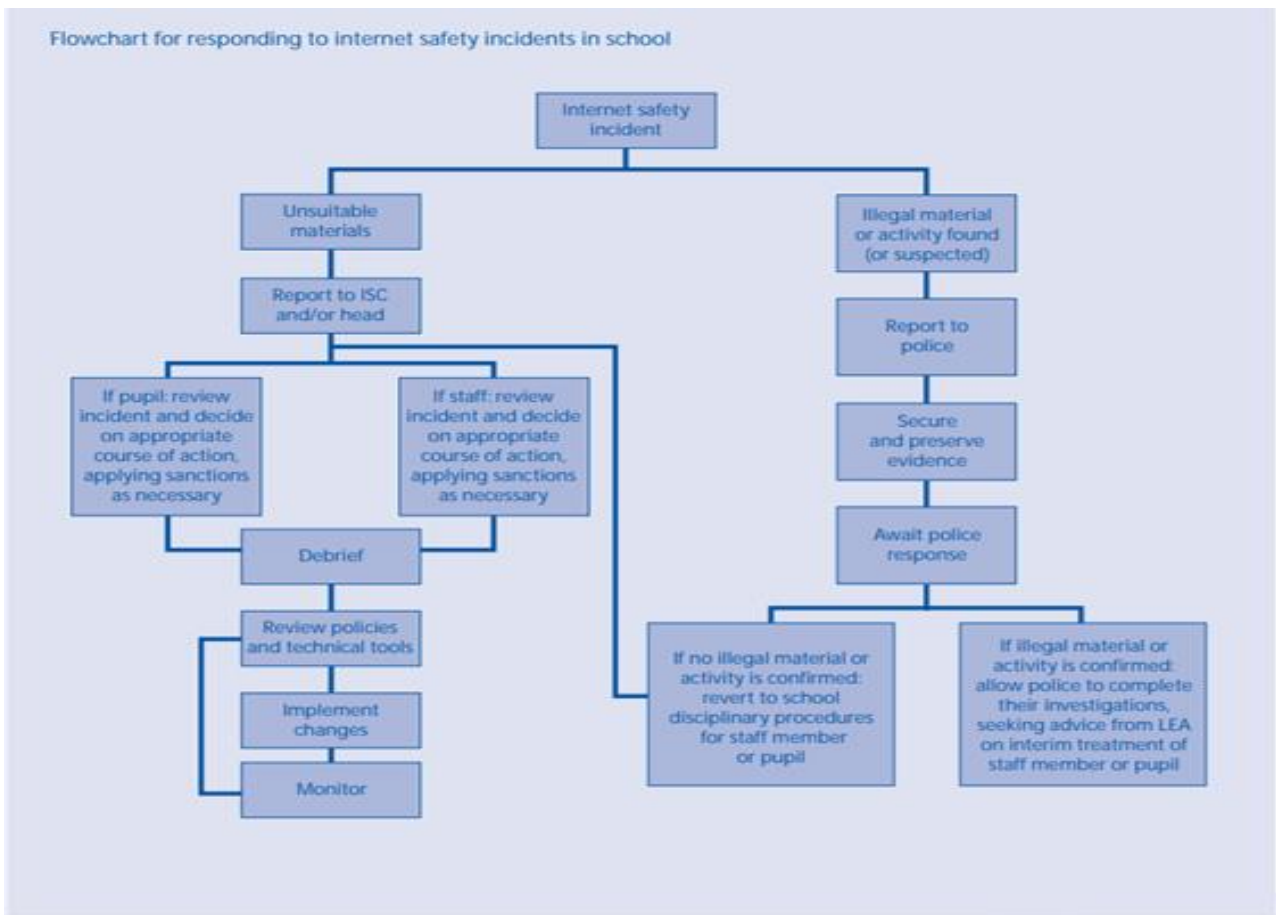 Flowchart for responding to internet safety incidents in school
Internet safety
incident
Unsuitable
materials
Report to ISC
and/or head
If pupil: review
incident and decide
on appropriate
course of action,
applying sanctions
as necessary
If staff: review
incident and decide
on appropriate
course of action,
applying sanctions
as necessary
Debrief
Review policies
and technical tools
Implement
changes
Monitor
Illegal material
or activity found
(or suspected)
Report to
police
Secure
and preserve
evidence
Await police
response
If no illegal material or
activity is confirmed:
revert to school
disciplinary procedures
for staff member
or pupil
If illegal material or
activity is confirmed:
allow police to complete
their investigations,
seeking advice from LEA
on interim treatment of
staff member or pupil